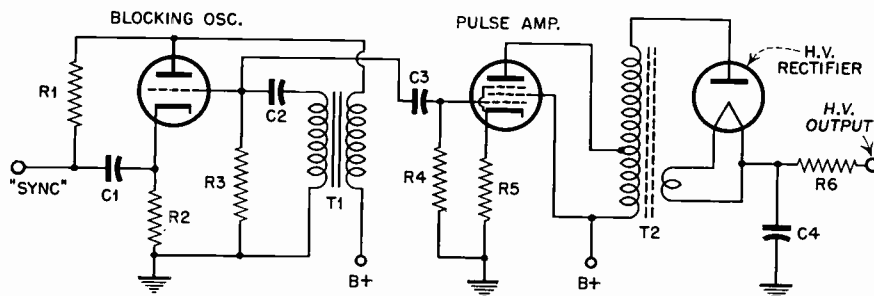 BLOCKING OSC.
PULSE AMP.
H.V.
RECTIFIER
H.V.
OUTPUT
R1
C2
C3
"SYNC"
C1
R2
R3
T1
R4
R5
T2
R6
C4
B+
B+